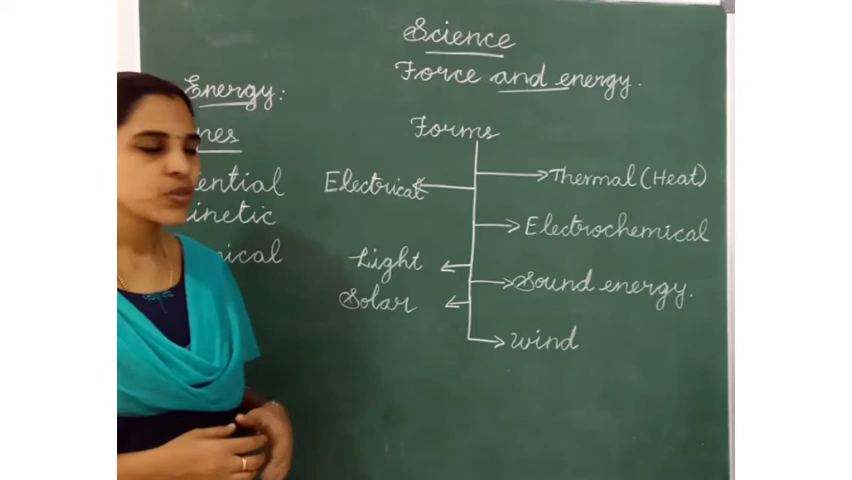 Science
Force and energy.
Energy:
Forms
Electrical
Thermal (Heat)
Electrochemical
Light
Sound energy.
Solar
wind